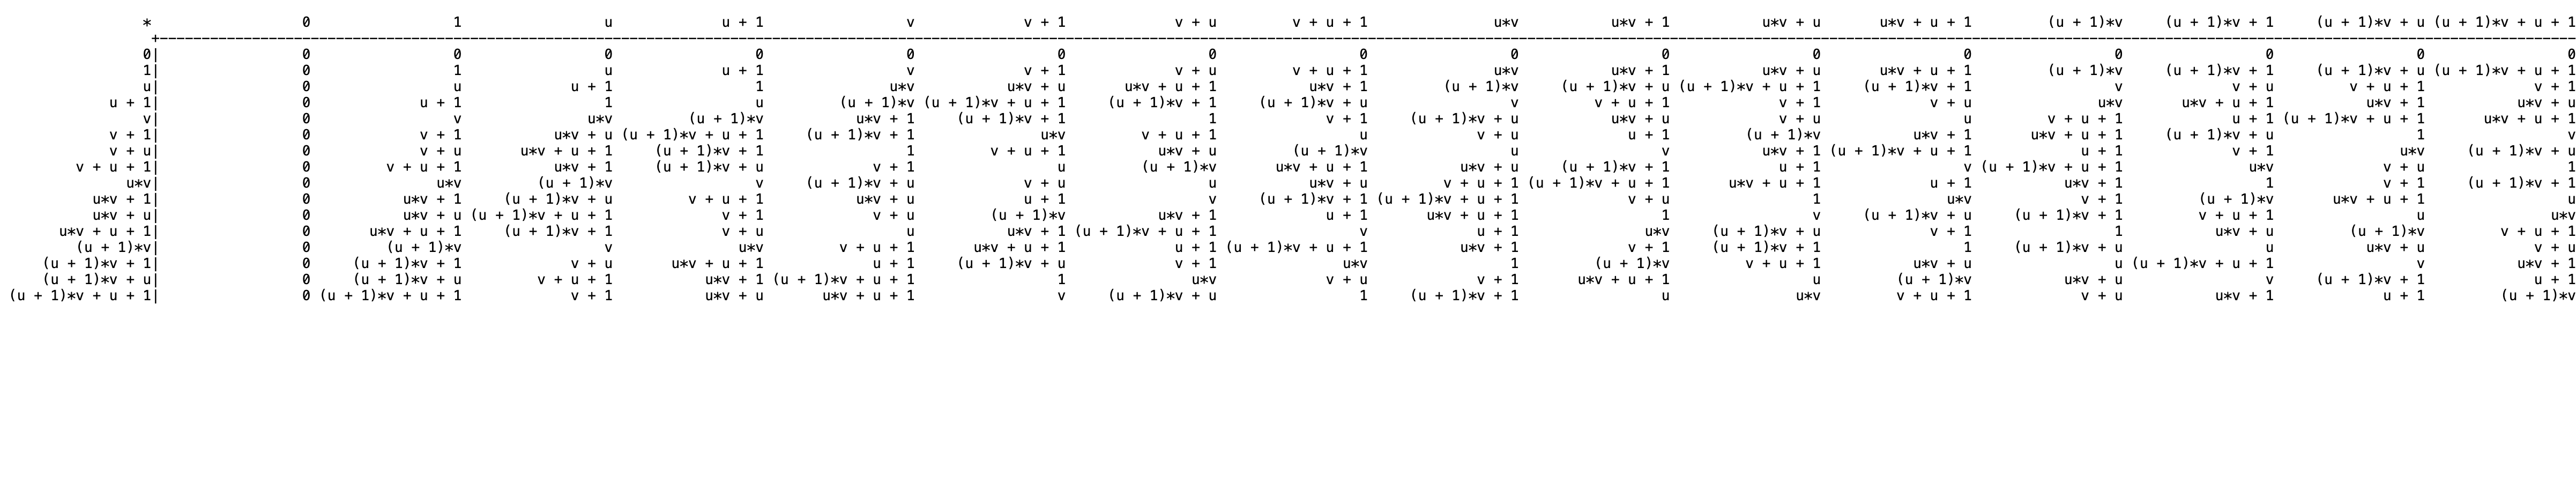 * 0 1 u u + 1 v v + 1 v + u v + u + 1 u*v u*v + 1 u*v + u u*v + u + 1 (u + 1)*v (u + 1)*v + 1 (u + 1)*v + u (u + 1)*v + u + 1
0| 0 0 0 0 0 0 0 0 0 0 0 0 0 0 0 0
1| 0 1 u u + 1 v v + 1 v + u v + u + 1 u*v u*v + 1 u*v + u u*v + u + 1 (u + 1)*v (u + 1)*v + 1 (u + 1)*v + u (u + 1)*v + u + 1
u| 0 u u + 1 1 u*v u*v + u u*v + u + 1 u*v + 1 (u + 1)*v (u + 1)*v + u (u + 1)*v + u + 1 (u + 1)*v + 1 v v + u v + u + 1 v + 1
u + 1| 0 u + 1 1 u (u + 1)*v (u + 1)*v + u + 1 (u + 1)*v + 1 (u + 1)*v + u v v + u + 1 v + 1 v + u u*v u*v + u + 1 u*v + 1 u*v + u
v| 0 v u*v (u + 1)*v u*v + 1 (u + 1)*v + 1 1 v + 1 (u + 1)*v + u u*v + u v + u u v + u + 1 u + 1 (u + 1)*v + u + 1 u*v + u + 1
v + 1| 0 v + 1 u*v + u (u + 1)*v + u + 1 (u + 1)*v + 1 u*v v + u + 1 u v + u u + 1 (u + 1)*v u*v + 1 u*v + u + 1 (u + 1)*v + u 1 v
v + u| 0 v + u u*v + u + 1 (u + 1)*v + 1 1 v + u + 1 u*v + u (u + 1)*v u v u*v + 1 (u + 1)*v + u + 1 u + 1 v + 1 u*v (u + 1)*v + u
v + u + 1| 0 v + u + 1 u*v + 1 (u + 1)*v + u v + 1 u (u + 1)*v u*v + u + 1 u*v + u (u + 1)*v + 1 u + 1 v (u + 1)*v + u + 1 u*v v + u 1
u*v| 0 u*v (u + 1)*v v (u + 1)*v + u v + u u u*v + u v + u + 1 (u + 1)*v + u + 1 u*v + u + 1 u + 1 u*v + 1 1 v + 1 (u + 1)*v + 1
u*v + 1| 0 u*v + 1 (u + 1)*v + u v + u + 1 u*v + u u + 1 v (u + 1)*v + 1 (u + 1)*v + u + 1 v + u 1 u*v v + 1 (u + 1)*v u*v + u + 1 u
u*v + u| 0 u*v + u (u + 1)*v + u + 1 v + 1 v + u (u + 1)*v u*v + 1 u + 1 u*v + u + 1 1 v (u + 1)*v + u (u + 1)*v + 1 v + u + 1 u u*v
u*v + u + 1| 0 u*v + u + 1 (u + 1)*v + 1 v + u u u*v + 1 (u + 1)*v + u + 1 v u + 1 u*v (u + 1)*v + u v + 1 1 u*v + u (u + 1)*v v + u + 1
(u + 1)*v| 0 (u + 1)*v v u*v v + u + 1 u*v + u + 1 u + 1 (u + 1)*v + u + 1 u*v + 1 v + 1 (u + 1)*v + 1 1 (u + 1)*v + u u u*v + u v + u
(u + 1)*v + 1| 0 (u + 1)*v + 1 v + u u*v + u + 1 u + 1 (u + 1)*v + u v + 1 u*v 1 (u + 1)*v v + u + 1 u*v + u u (u + 1)*v + u + 1 v u*v + 1
(u + 1)*v + u| 0 (u + 1)*v + u v + u + 1 u*v + 1 (u + 1)*v + u + 1 1 u*v v + u v + 1 u*v + u + 1 u (u + 1)*v u*v + u v (u + 1)*v + 1 u + 1
(u + 1)*v + u + 1| 0 (u + 1)*v + u + 1 v + 1 u*v + u u*v + u + 1 v (u + 1)*v + u 1 (u + 1)*v + 1 u u*v v + u + 1 v + u u*v + 1 u + 1 (u + 1)*v